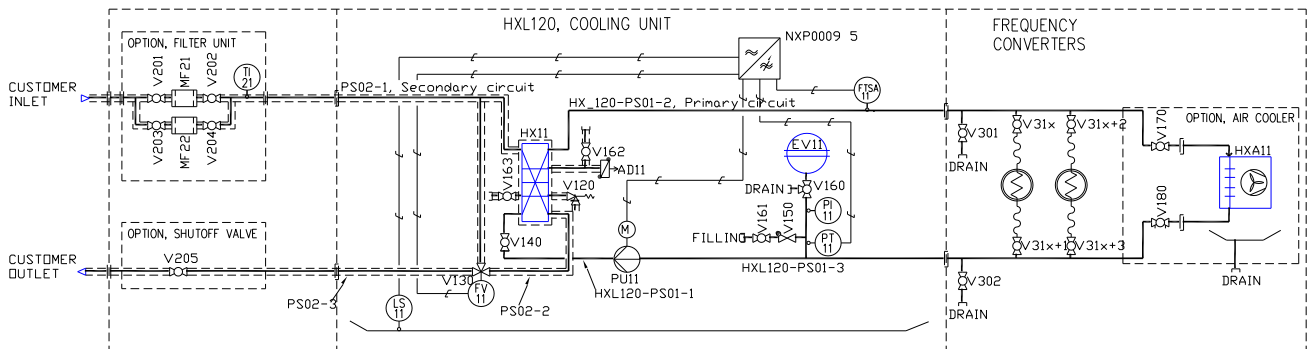 HXL120, COOLING UNIT
FREQUENCY
CONVERTERS
OPTION, FILTER UNIT
V201
MF21
V202
TI
21
NXP0009 5
CUSTOMER
INLET
PS02-1, Secondary circuit
HX_120-PS01-2, Primary circuit
FTSA
11
V203
MF22
V204
HX11
V162
AD11
V163
V120
EV11
DRAIN
V160
V301
DRAIN
V31x
V31x+2
V170
OPTION, AIR COOLER
HXA11
PI
11
V161
V150
FILLING
PT
11
V180
OPTION, SHUTOFF VALVE
V205
V140
M
V31x+1
V31x+3
CUSTOMER
OUTLET
V130
FV
11
PU11
HXL120-PS01-3
HXL120-PS01-1
PS02-3
PS02-2
LS
11
V302
DRAIN
DRAIN